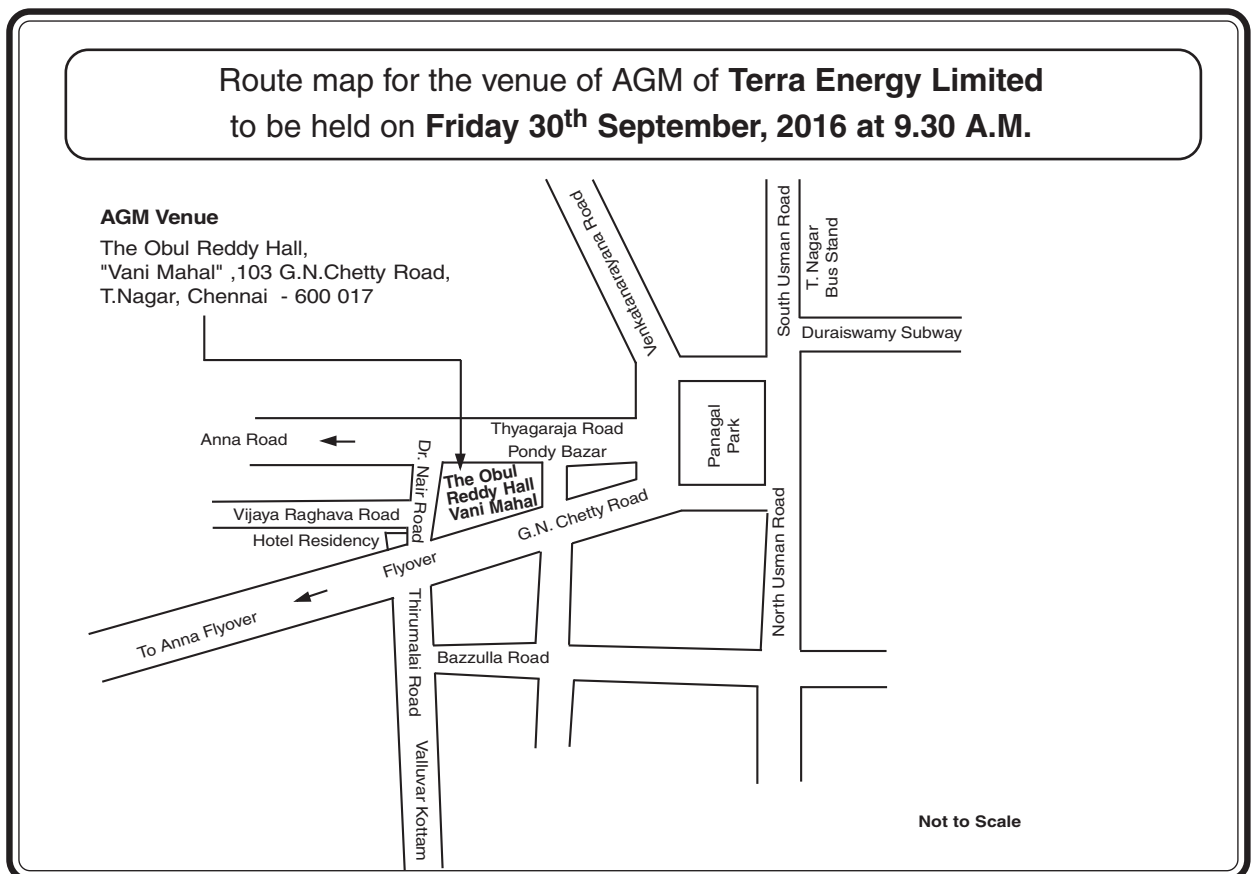 Route map for the venue of AGM of Terra Energy Limited
to be held on Friday 30th September, 2016 at 9.30 A.M.
AGM Venue
The Obul Reddy Hall,
"Vani Mahal" ,103 G.N.Chetty Road,
T.Nagar, Chennai - 600 017
Venkatanarayana Road
South Usman Road
T. Nagar
Bus Stand
Duraiswamy Subway
Panagal
Park
Thyagaraja Road
Pondy Bazar
Anna Road
Dr. Nair Road
The Obul
Reddy Hall
Vani Mahal
G.N. Chetty Road
Vijaya Raghava Road
Hotel Residency
Flyover
To Anna Flyover
Thirumalai Road
Bazzulla Road
North Usman Road
Valluvar Kottam
Not to Scale